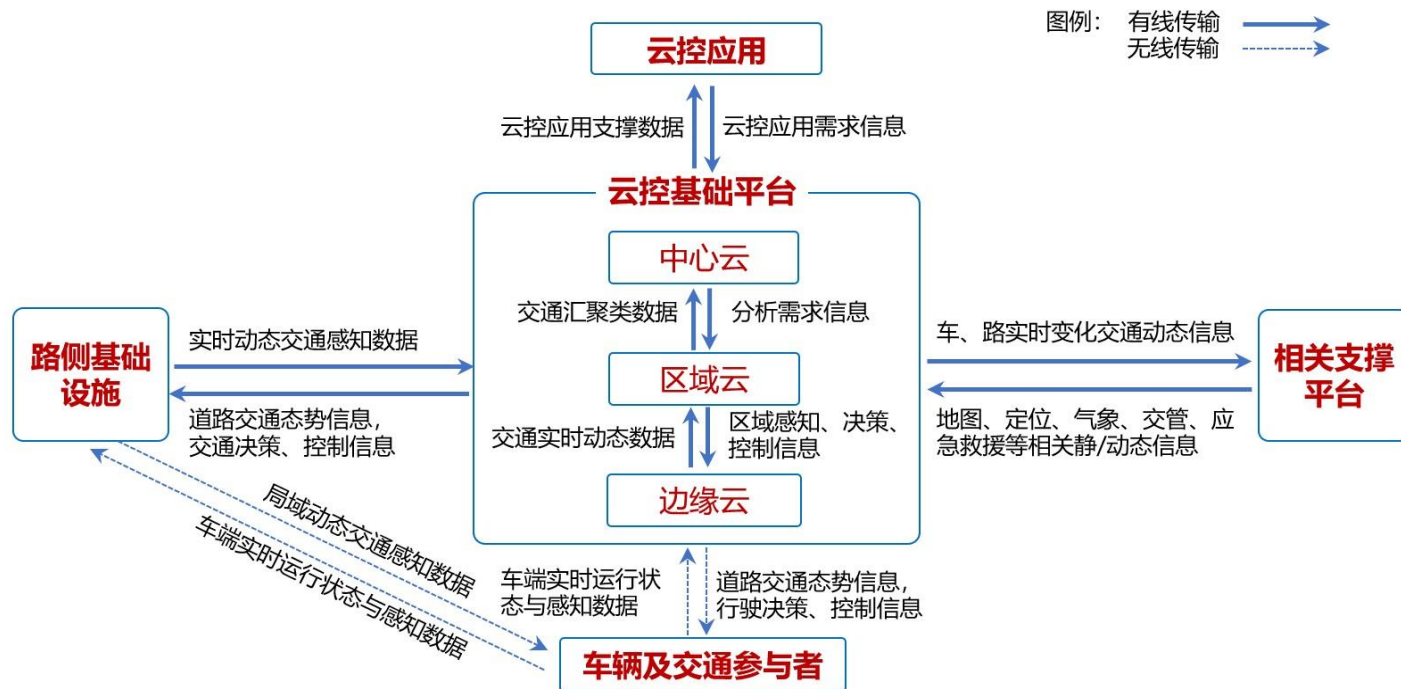 图例： 有线传输
无线传输
云控应用
云控应用支撑数据
云控应用需求信息
云控基础平台
中心云
交通汇聚类数据
分析需求信息
区域云
交通实时动态数据
区域感知、决策、
控制信息
边缘云
路侧基础
设施
实时动态交通感知数据
道路交通态势信息，
交通决策、控制信息
车、路实时变化交通动态信息
地图、定位、气象、交管、应
急救援等相关静/动态信息
相关支撑
平台
局域动态交通感知数据
车端实时运行状态与感知数据
车端实时运行状
态与感知数据
道路交通态势信息，
行驶决策、控制信息
车辆及交通参与者